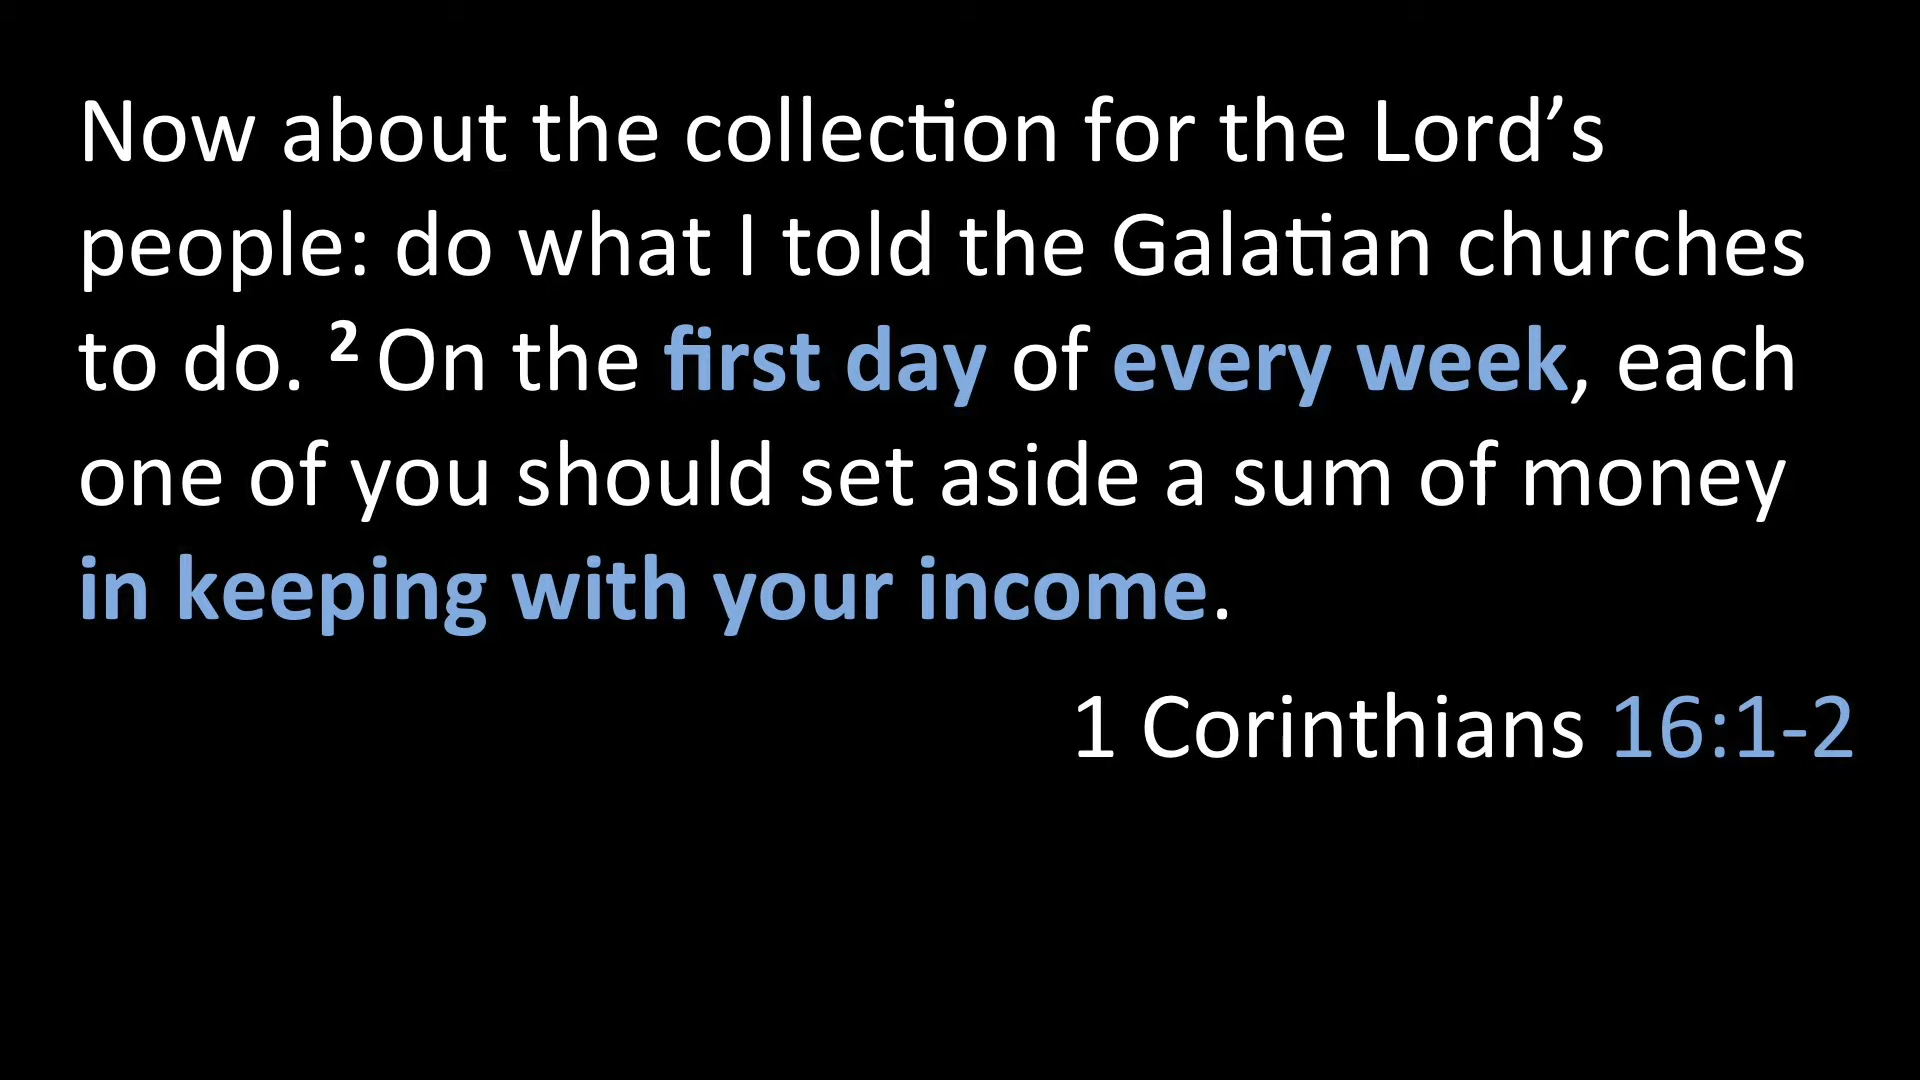 Now about the collection for the Lord’s
people: do what I told the Galatian churches
to do. ² On the first day of every week, each
one of you should set aside a sum of money
in keeping with your income.
1 Corinthians 16:1-2